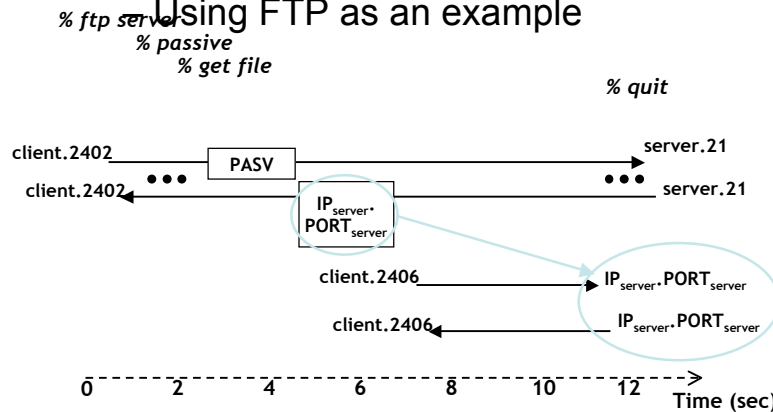 – Using FTP as an example
% ftp server
% passive
% get file
% quit
client.2402
PASV
server.21
•••
•••
client.2402
IPserver.
PORTserver
server.21
client.2406
IPserver.PORTserver
client.2406
IPserver.PORTserver
0 2 4 6 8 10 12
Time (sec)